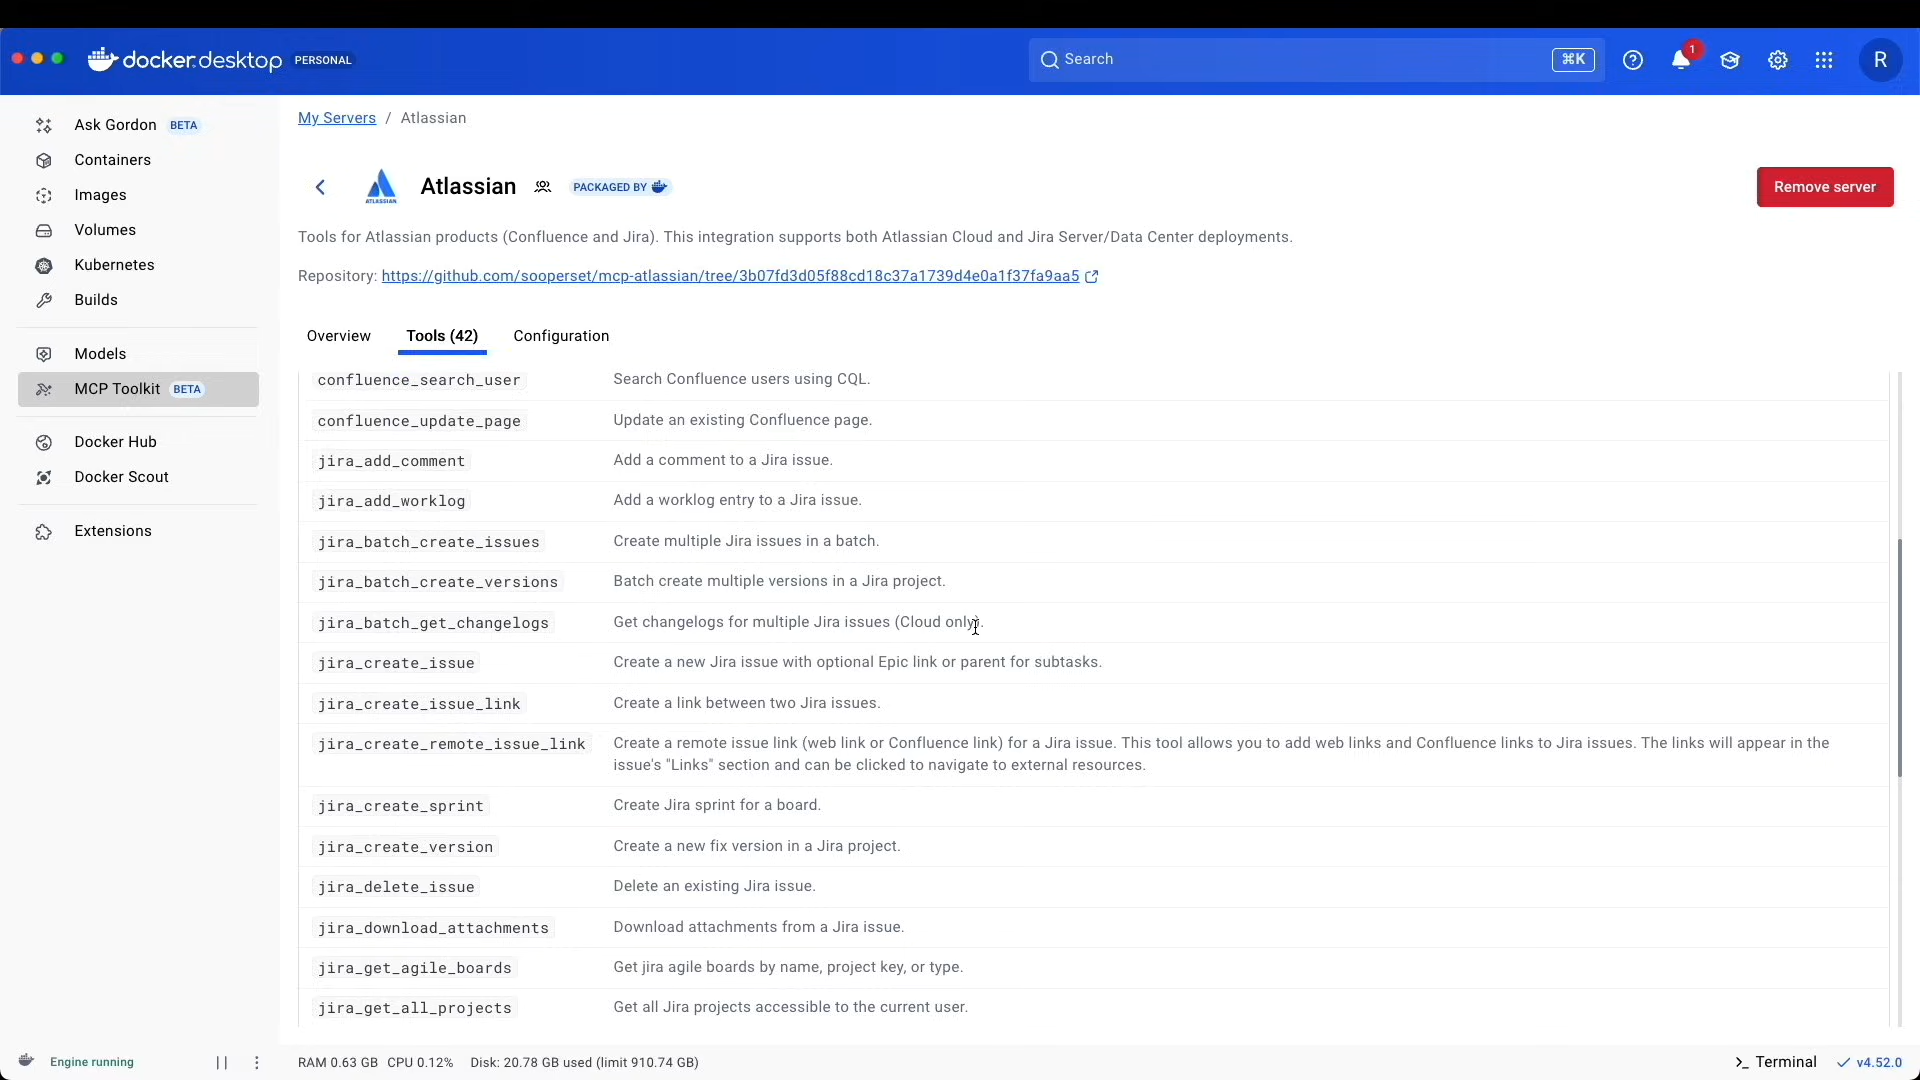 docker.desktop PERSONAL
Search
⌘K
1
R
Ask Gordon BETA
Containers
Images
Volumes
Kubernetes
Builds
Models
MCP Toolkit BETA
Docker Hub
Docker Scout
Extensions
My Servers / Atlassian
ATLASSIAN
Atlassian
PACKAGED BY
Remove server
Tools for Atlassian products (Confluence and Jira). This integration supports both Atlassian Cloud and Jira Server/Data Center deployments.
Repository: https://github.com/sooperset/mcp-atlassian/tree/3b07fd3d05f88cd18c37a1739d4e0a1f37fa9aa5
Overview Tools (42) Configuration
confluence_search_user Search Confluence users using CQL.
confluence_update_page Update an existing Confluence page.
jira_add_comment Add a comment to a Jira issue.
jira_add_worklog Add a worklog entry to a Jira issue.
jira_batch_create_issues Create multiple Jira issues in a batch.
jira_batch_create_versions Batch create multiple versions in a Jira project.
jira_batch_get_changelogs Get changelogs for multiple Jira issues (Cloud only).
jira_create_issue Create a new Jira issue with optional Epic link or parent for subtasks.
jira_create_issue_link Create a link between two Jira issues.
jira_create_remote_issue_link Create a remote issue link (web link or Confluence link) for a Jira issue. This tool allows you to add web links and Confluence links to Jira issues. The links will appear in the
issue's "Links" section and can be clicked to navigate to external resources.
jira_create_sprint Create Jira sprint for a board.
jira_create_version Create a new fix version in a Jira project.
jira_delete_issue Delete an existing Jira issue.
jira_download_attachments Download attachments from a Jira issue.
jira_get_agile_boards Get jira agile boards by name, project key, or type.
jira_get_all_projects Get all Jira projects accessible to the current user.
Engine running
RAM 0.63 GB CPU 0.12% Disk: 20.78 GB used (limit 910.74 GB)
Terminal
v4.52.0